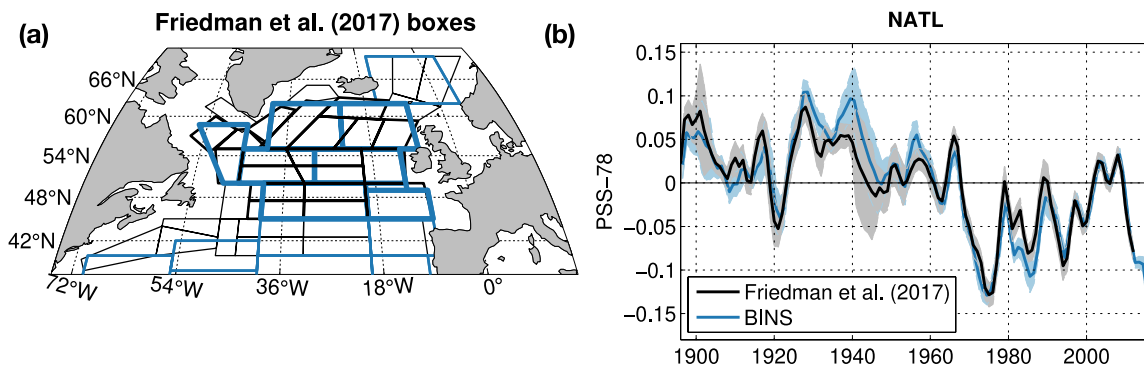 (a)
Friedman et al. (2017) boxes
66°N
60°N
54°N
48°N
42°N
72°W
54°W
36°W
18°W
0°
(b)
NATL
PSS−78
0.15
0.1
0.05
0
−0.05
−0.1
−0.15
Friedman et al. (2017)
BINS
1900
1920
1940
1960
1980
2000